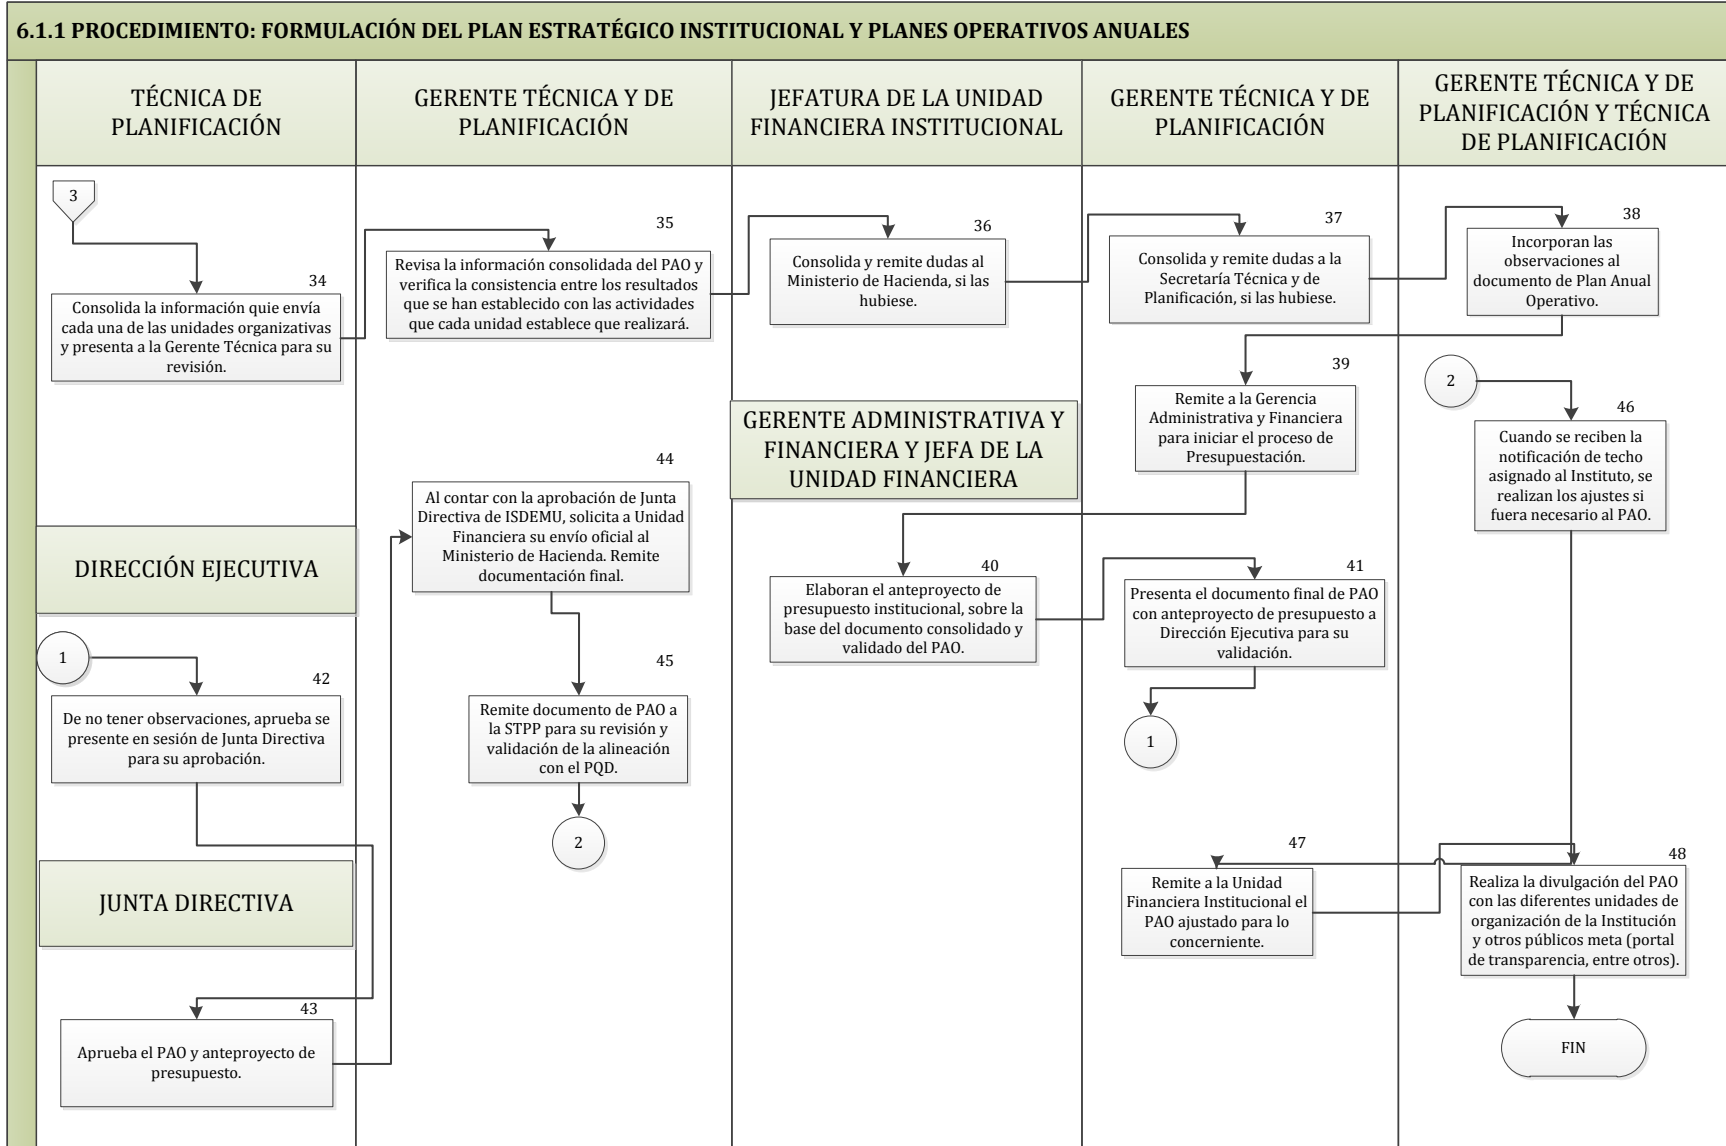 6.1.1 PROCEDIMIENTO: FORMULACIÓN DEL PLAN ESTRATÉGICO INSTITUCIONAL Y PLANES OPERATIVOS ANUALES
TÉCNICA DE
PLANIFICACIÓN
GERENTE TÉCNICA Y DE
PLANIFICACIÓN
JEFATURA DE LA UNIDAD
FINANCIERA INSTITUCIONAL
GERENTE TÉCNICA Y DE
PLANIFICACIÓN
GERENTE TÉCNICA Y DE
PLANIFICACIÓN Y TÉCNICA
DE PLANIFICACIÓN
3
34
Consolida la información quie envía
cada una de las unidades organizativas
y presenta a la Gerente Técnica para su
revisión.
35
Revisa la información consolidada del PAO y
verifica la consistencia entre los resultados
que se han establecido con las actividades
que cada unidad establece que realizará.
36
Consolida y remite dudas al
Ministerio de Hacienda, si las
hubiese.
37
Consolida y remite dudas a la
Secretaría Técnica y de
Planificación, si las hubiese.
38
Incorporan las
observaciones al
documento de Plan Anual
Operativo.
39
Remite a la Gerencia
Administrativa y Financiera
para iniciar el proceso de
Presupuestación.
GERENTE ADMINISTRATIVA Y
FINANCIERA Y JEFA DE LA
UNIDAD FINANCIERA
40
Elaboran el anteproyecto de
presupuesto institucional, sobre la
base del documento consolidado y
validado del PAO.
41
Presenta el documento final de PAO
con anteproyecto de presupuesto a
Dirección Ejecutiva para su
validación.
1
DIRECCIÓN EJECUTIVA
1
42
De no tener observaciones, aprueba se
presente en sesión de Junta Directiva
para su aprobación.
JUNTA DIRECTIVA
43
Aprueba el PAO y anteproyecto de
presupuesto.
44
Al contar con la aprobación de Junta
Directiva de ISDEMU, solicita a Unidad
Financiera su envío oficial al
Ministerio de Hacienda. Remite
documentación final.
45
Remite documento de PAO a
la STPP para su revisión y
validación de la alineación
con el PQD.
2
2
46
Cuando se reciben la
notificación de techo
asignado al Instituto, se
realizan los ajustes si
fuera necesario al PAO.
47
Remite a la Unidad
Financiera Institucional el
PAO ajustado para lo
concerniente.
48
Realiza la divulgación del PAO
con las diferentes unidades de
organización de la Institución
y otros públicos meta (portal
de transparencia, entre otros).
FIN